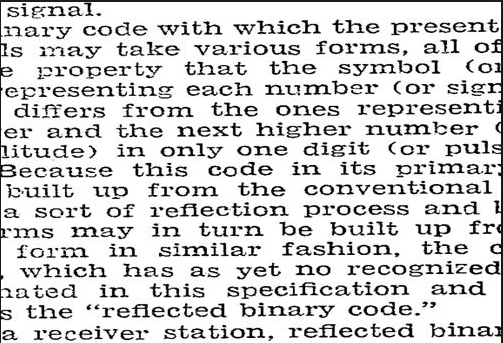 signal.
nary code with which the present
ls may take various forms, all of
e property that the symbol (or
epresenting each number (or sign
differs from the ones representi
er and the next higher number (
litude) in only one digit (or puls
Because this code in its primar
built up from the conventional
a sort of reflection process and
rms may in turn be built up fr
form in similar fashion, the c
, which has as yet no recognized
nated in this specification and
s the “reflected binary code.”
a receiver station, reflected binar